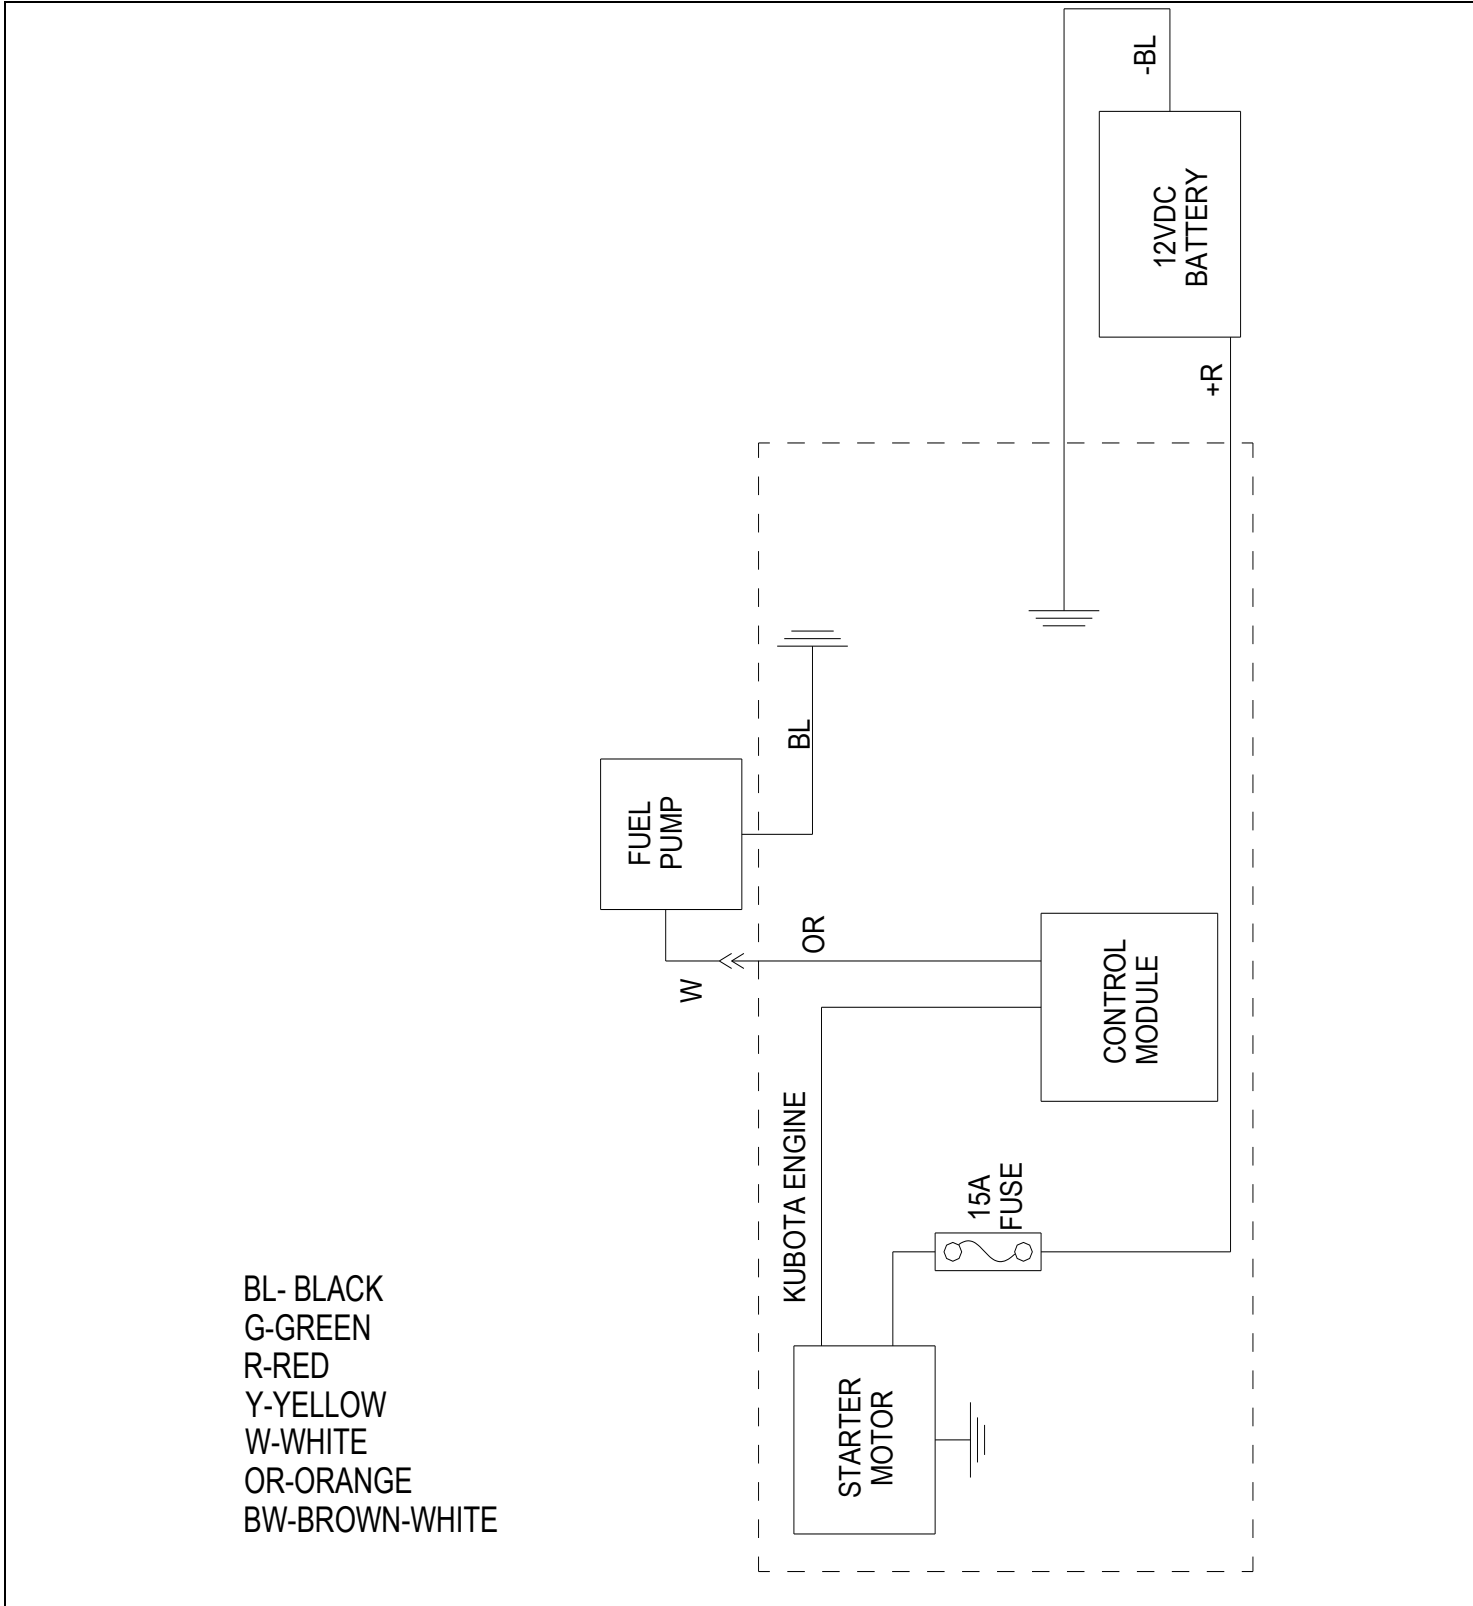 -BL
12VDC
BATTERY
+R
BL
FUEL
PUMP
OR
W
CONTROL
MODULE
KUBOTA ENGINE
15A
FUSE
STARTER
MOTOR
BL- BLACK
G-GREEN
R-RED
Y-YELLOW
W-WHITE
OR-ORANGE
BW-BROWN-WHITE